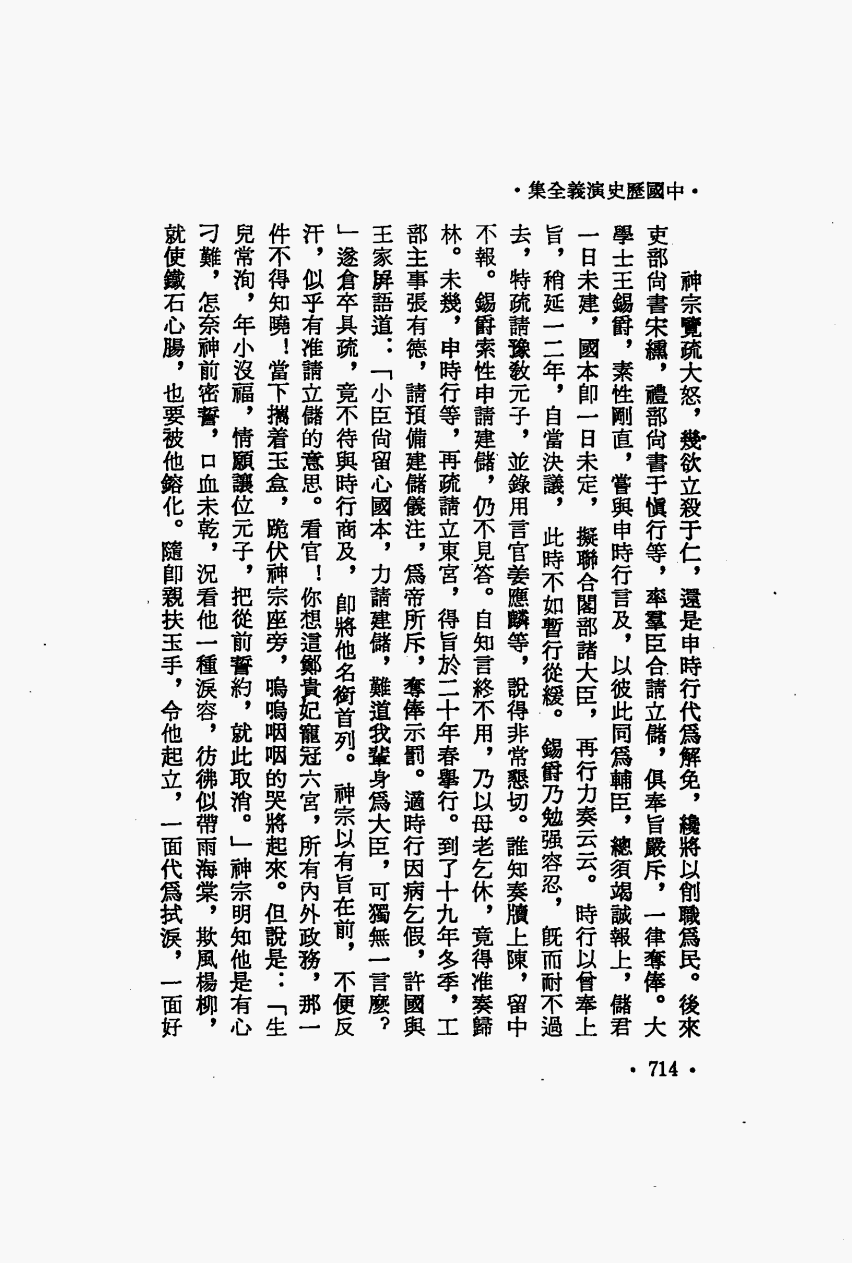 ·中國歷史演義全集·
神宗覽疏大怒，幾欲立殺于仁，還是申時行代爲解免，纔將以創職爲民。後來
吏部尚書宋纁，禮部尚書于愼行等，率羣臣合請立儲，俱奉旨嚴斥，一律奪俸。大
學士王錫爵，素性剛直，嘗與申時行言及，以彼此同爲輔臣，總須竭誠報上，儲君
一日未建，國本卽一日未定，擬聯合閣部諸大臣，再行力奏云云。時行以曾奉上
旨，稍延一二年，自當決議，此時不如暫行從緩。錫爵乃勉强容忍，旣而耐不過
去，特疏請豫敎元子，並錄用言官姜應麟等，說得非常懇切。誰知奏牘上陳，留中
不報。錫爵索性申請建儲，仍不見答。自知言終不用，乃以母老乞休，竟得准奏歸
林。未幾，申時行等，再疏請立東宮，得旨於二十年春舉行。到了十九年冬季，工
部主事張有德，請預備建儲儀注，爲帝所斥，奪俸示罰。適時行因病乞假，許國與
王家屛語道：「小臣尚留心國本，力請建儲，難道我輩身爲大臣，可獨無一言麽？
」遂倉卒具疏，竟不待與時行商及，卽將他名銜首列。神宗以有旨在前，不便反
汗，似乎有准請立儲的意思。看官！你想這鄭貴妃寵冠六宮，所有內外政務，那一
件不得知曉！當下攜着玉盒，跪伏神宗座旁，嗚嗚咽咽的哭將起來。但說是：「生
兒常洵，年小沒福，情願讓位元子，把從前誓約，就此取消。」神宗明知他是有心
刁難，怎奈神前密誓，口血未乾，況看他一種淚容，彷彿似帶雨海棠，欺風楊柳，
就使鐵石心腸，也要被他鎔化。隨卽親扶玉手，令他起立，一面代爲拭淚，一面好
·714·